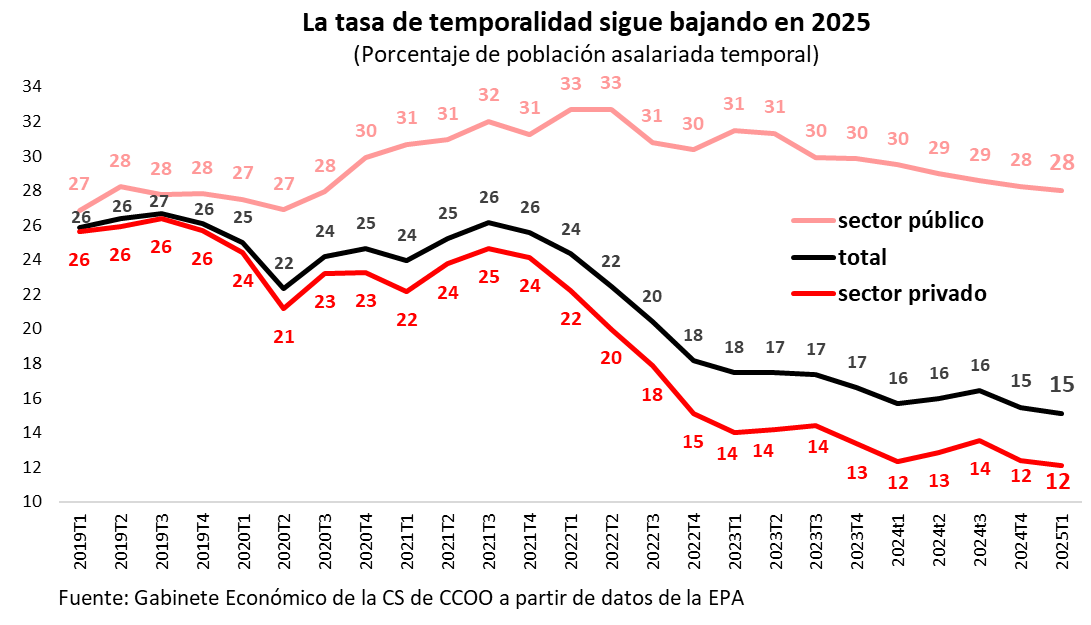 La tasa de temporalidad sigue bajando en 2025
(Porcentaje de población asalariada temporal)
34
32
30
28
26
24
22
20
18
16
14
12
10
27 28 28 28 27 27 28 30 31 31 32 31 33 33 31 30 31 31 30 30 30 29 29 28 28
26 26 27 26 25 22 24 25 24 25 26 26 24 22 20 18 18 17 17 17 16 16 16 15 15
26 26 26 26 24 21 23 23 22 24 25 24 22 20 18 15 14 14 14 13 12 13 14 12 12
sector público
total
sector privado
2019T1 2019T2 2019T3 2019T4 2020T1 2020T2 2020T3 2020T4 2021T1 2021T2 2021T3 2021T4 2022T1 2022T2 2022T3 2022T4 2023T1 2023T2 2023T3 2023T4 2024t1 2024t2 2024t3 2024T4 2025T1
Fuente: Gabinete Económico de la CS de CCOO a partir de datos de la EPA